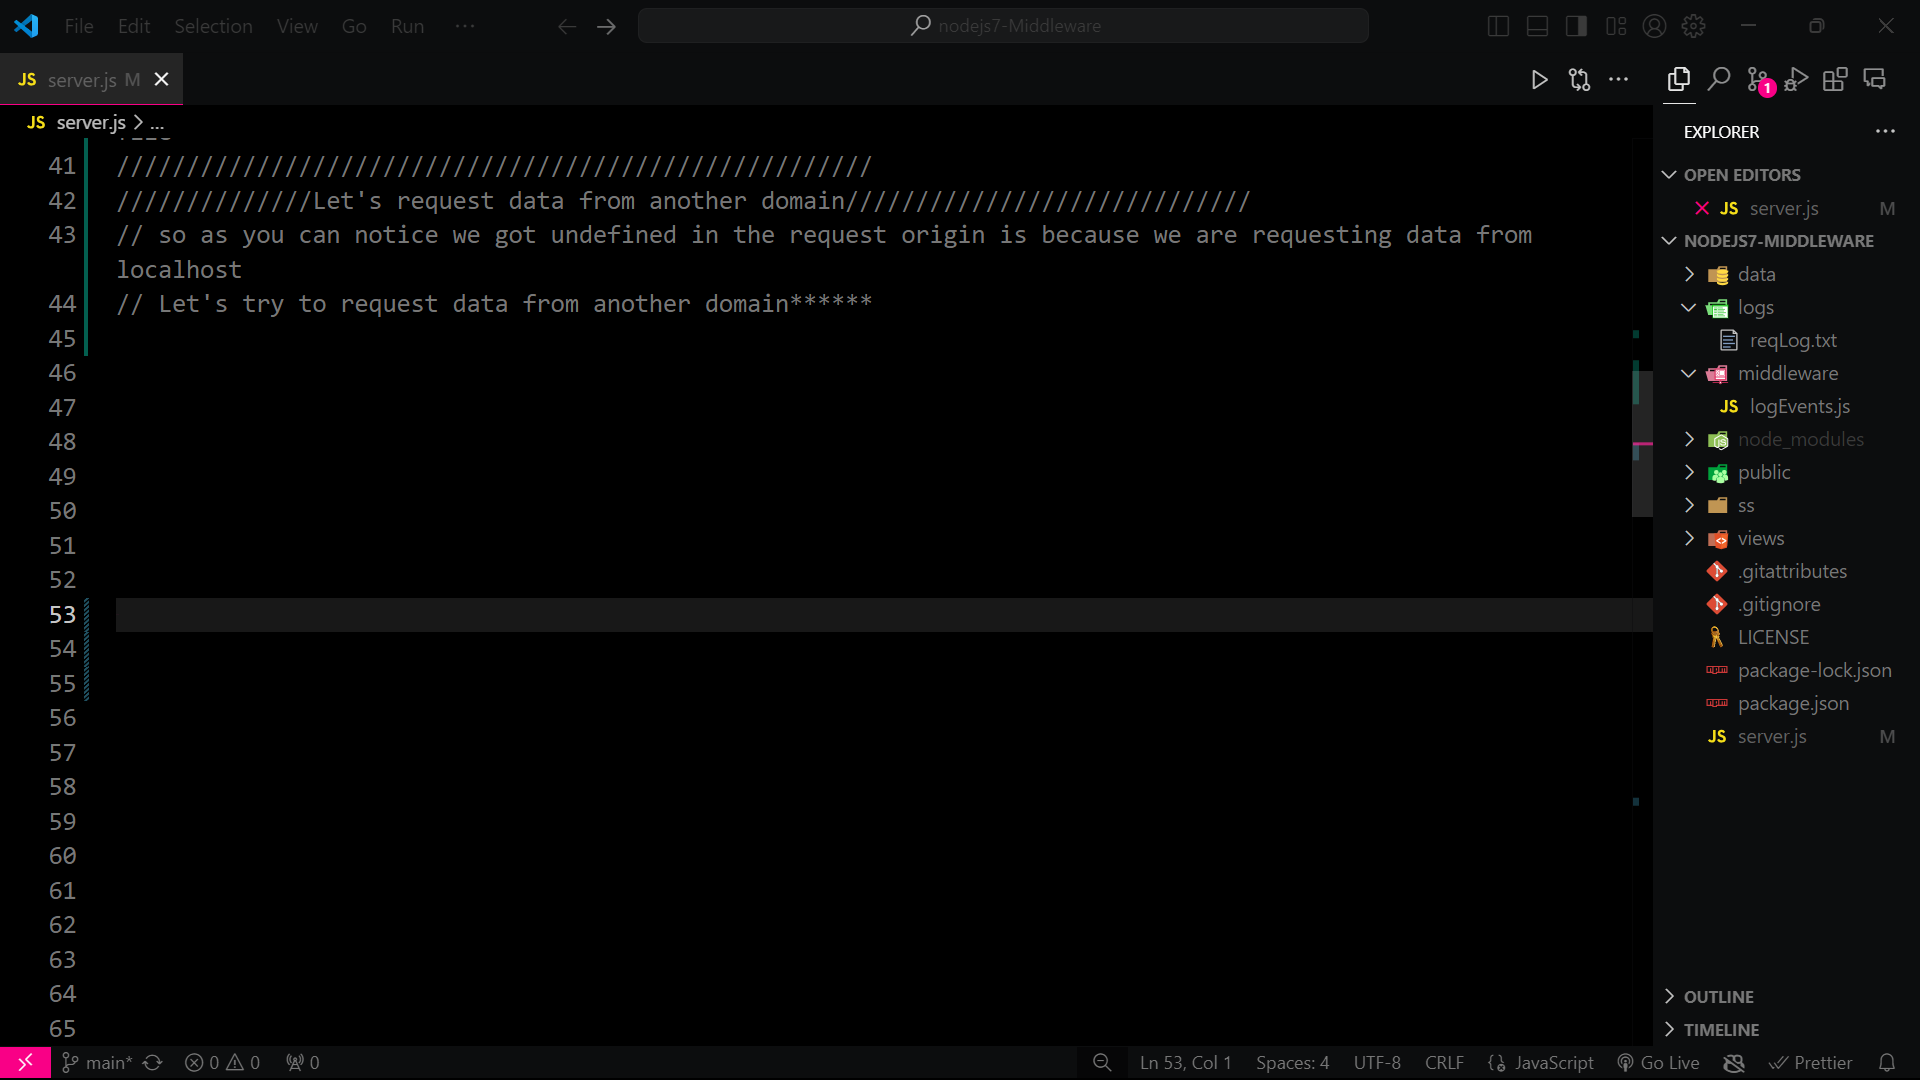 File Edit Selection View Go Run ··· nodejs7-Middleware
JS server.js M
JS server.js > ...
41 //////////////////////////////////////////////////////
42 //////////////Let's request data from another domain/////////////////////////////
43 // so as you can notice we got undefined in the request origin is because we are requesting data from
localhost
44 // Let's try to request data from another domain******
45
46
47
48
49
50
51
52
53
54
55
56
57
58
59
60
61
62
63
64
65
1
EXPLORER ···
OPEN EDITORS
JS server.js M
NODEJS7-MIDDLEWARE
data
logs
reqLog.txt
middleware
JS logEvents.js
node_modules
public
ss
views
.gitattributes
.gitignore
LICENSE
package-lock.json
package.json
JS server.js M
OUTLINE
TIMELINE
main* 0 0 0 Ln 53, Col 1 Spaces: 4 UTF-8 CRLF JavaScript Go Live Prettier